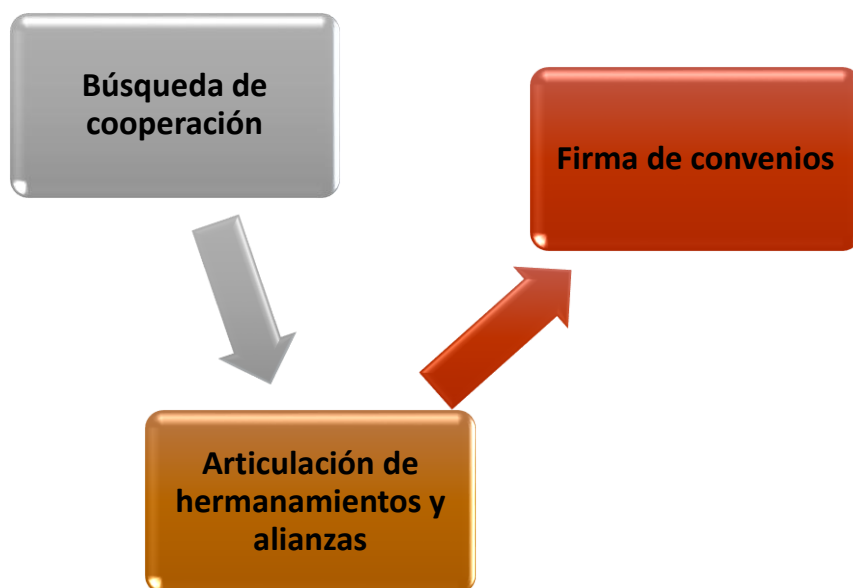 Búsqueda de
cooperación
Firma de convenios
Articulación de
hermanamientos y
alianzas